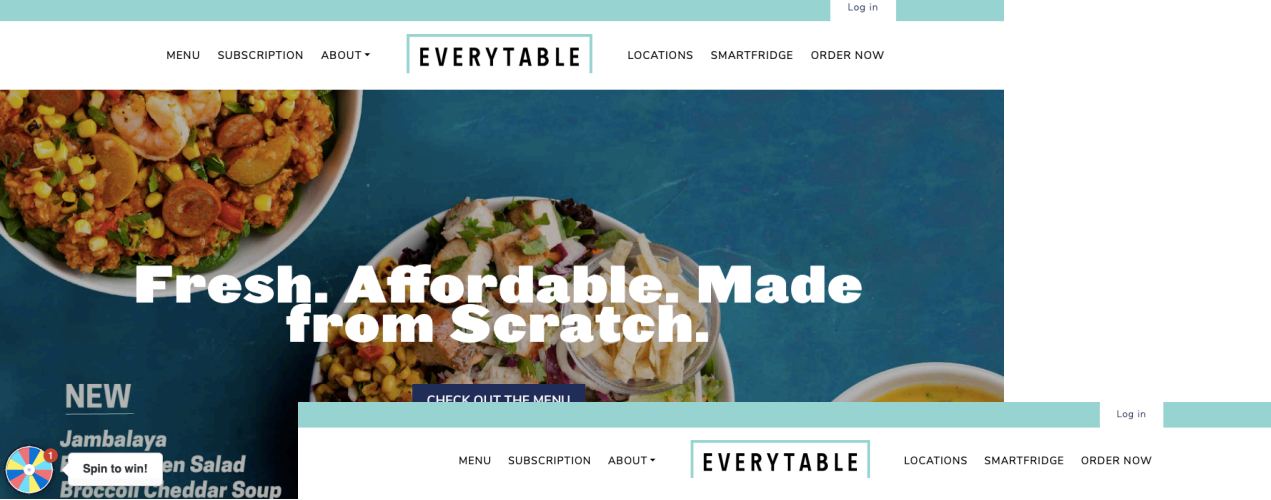 Log in
MENU SUBSCRIPTION ABOUT EVERYTABLE LOCATIONS SMARTFRIDGE ORDER NOW
Fresh. Affordable. Made
from Scratch.
CHECK OUT THE MENU
NEW
Jambalaya
Salad
Broccoli Cheddar Soup
1
Spin to win!
Log in
MENU SUBSCRIPTION ABOUT EVERYTABLE LOCATIONS SMARTFRIDGE ORDER NOW